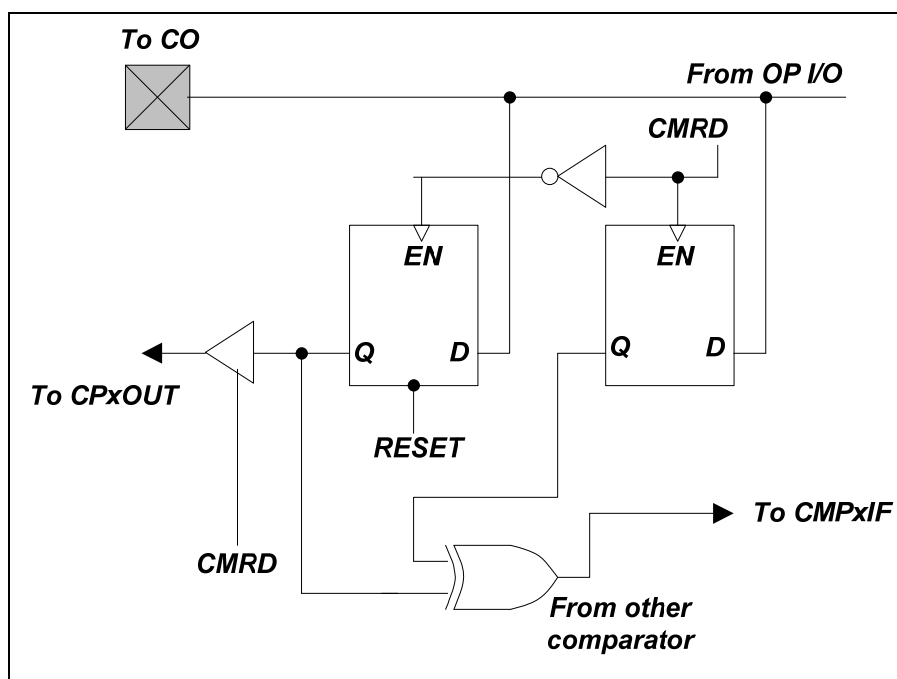 To CO
From OP I/O
CMRD
EN
EN
Q
D
Q
D
To CPxOUT
RESET
To CMPxIF
CMRD
From other
comparator